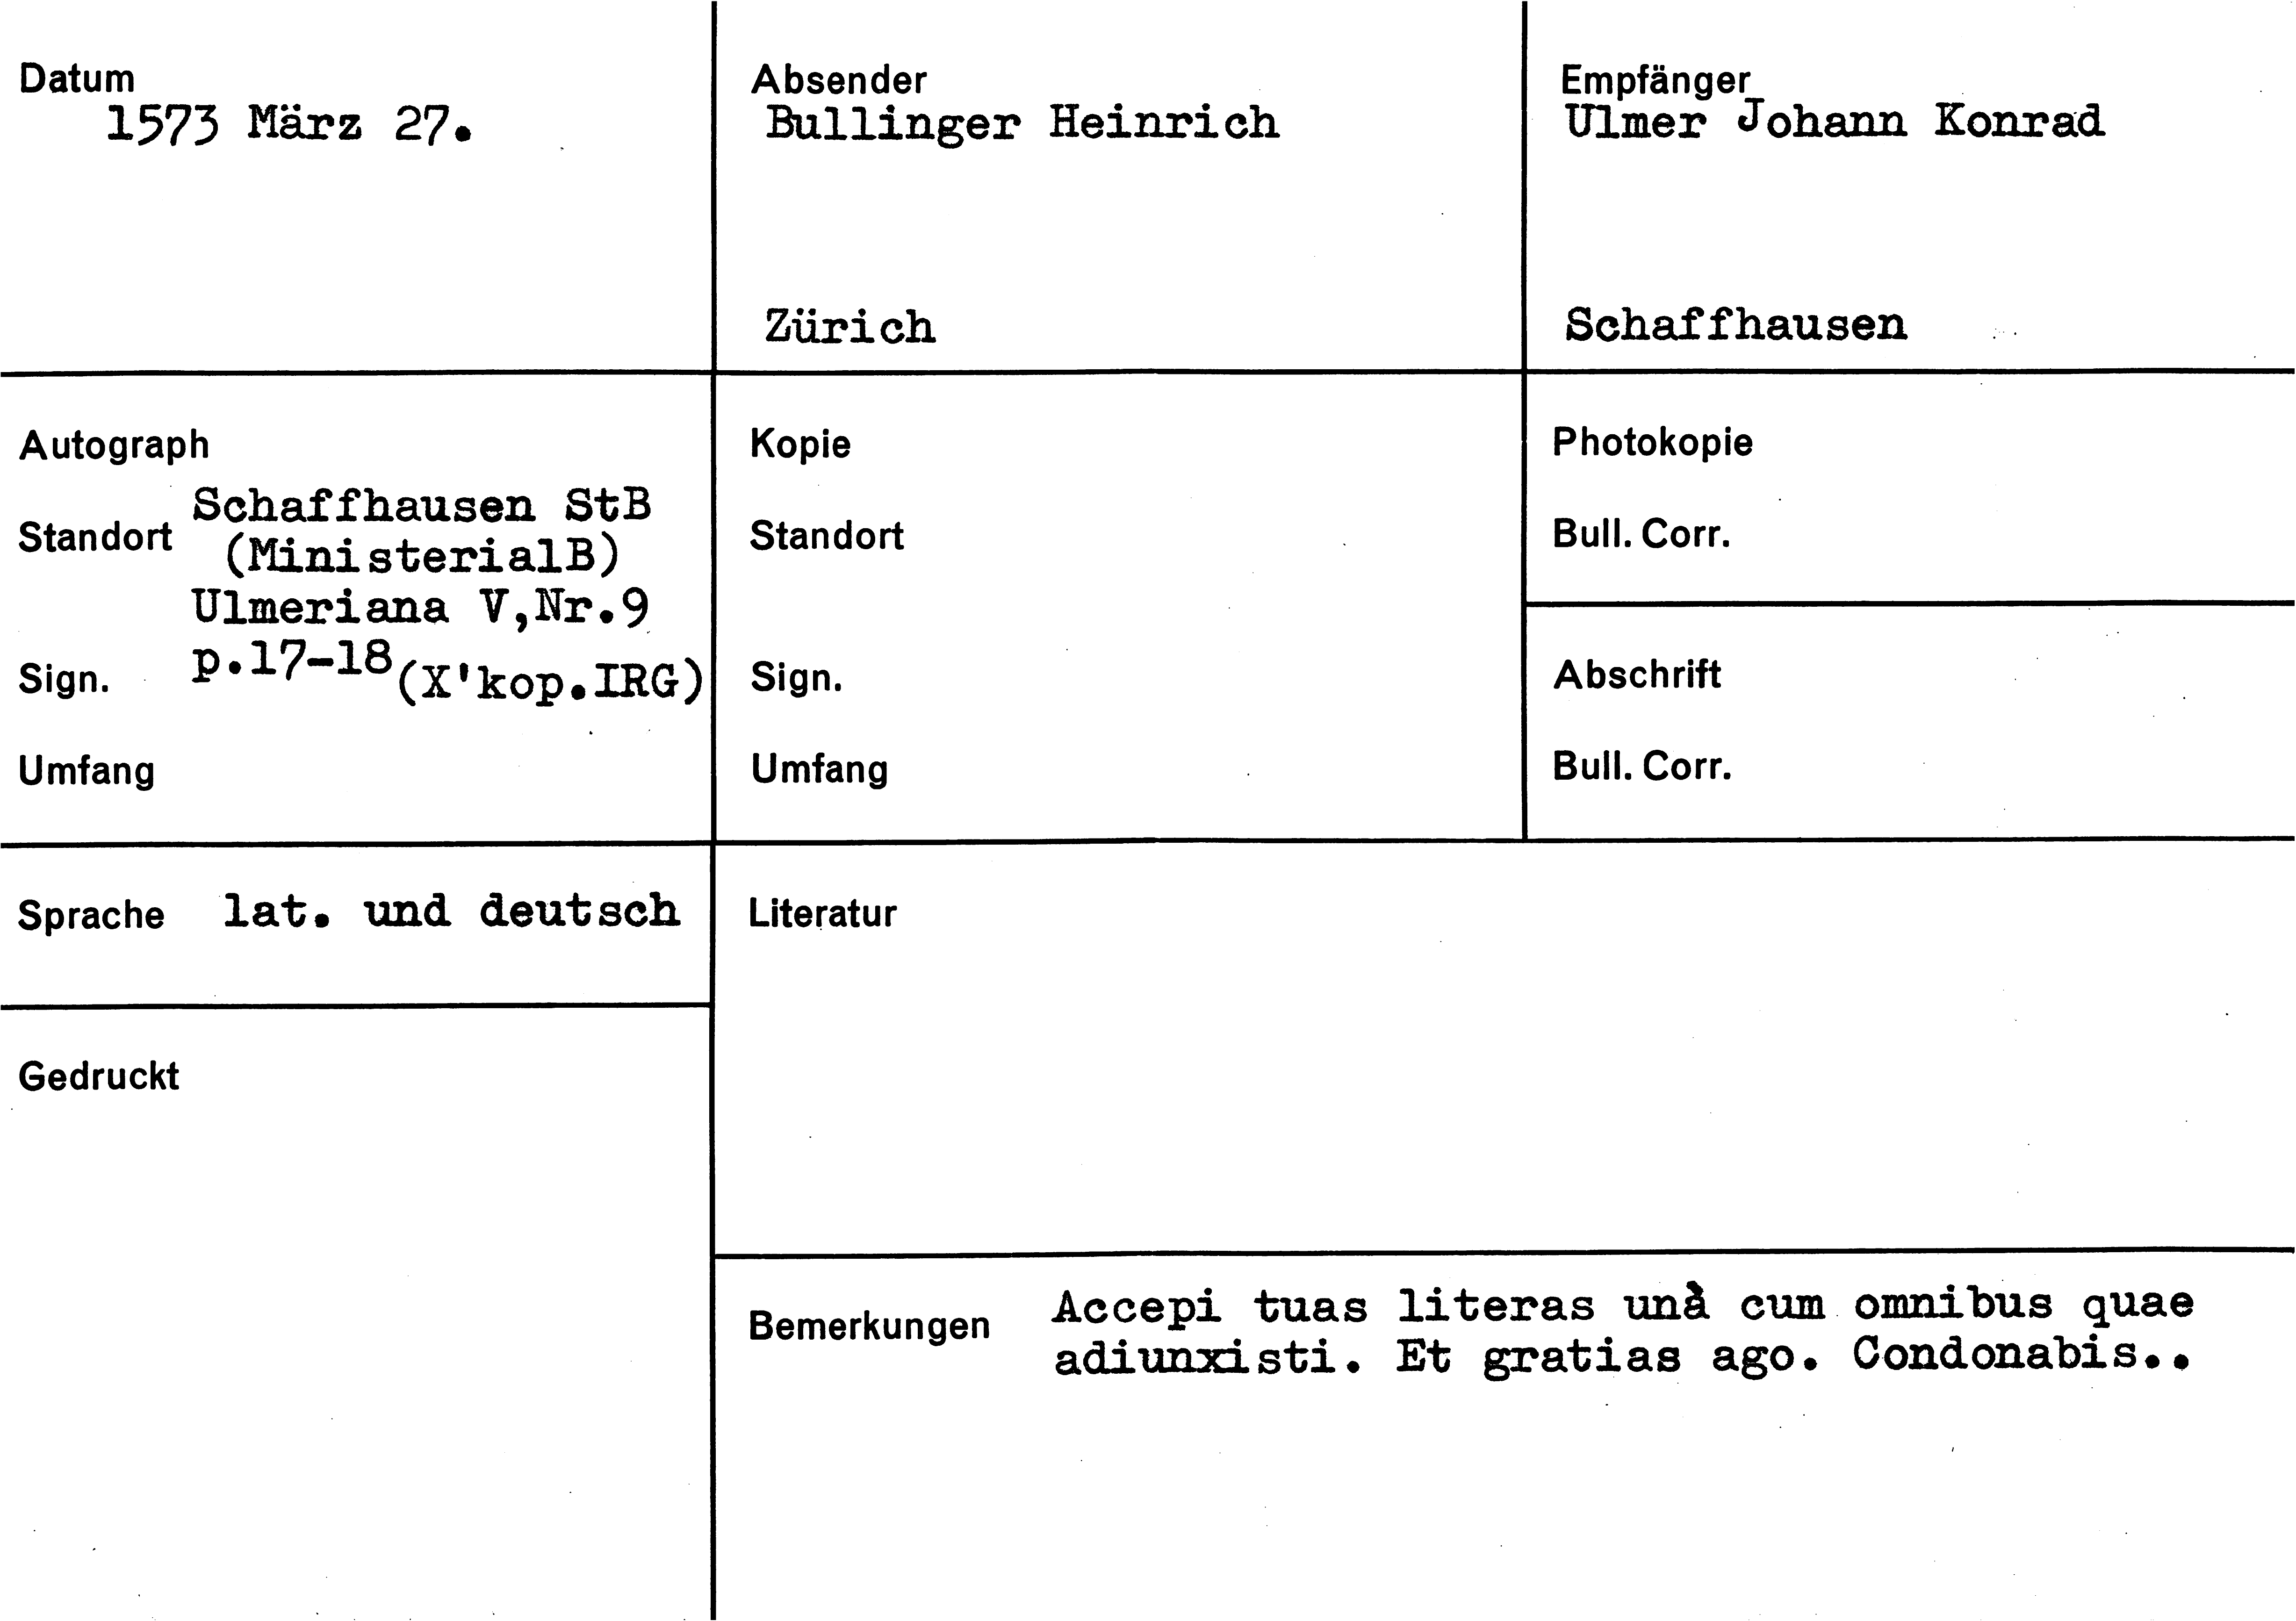 Datum
1573 März 27.
Absender
Bullinger Heinrich
Zürich
Empfänger
Ulmer Johann Konrad
Schaffhausen
Autograph
Standort
Schaffhausen StB
(MinisterialB)
Ulmeriana V,Nr.9
Sign.
p.17-18 (X'kop.IRG)
Umfang
Kopie
Standort
Sign.
Umfang
Photokopie
Bull. Corr.
Abschrift
Bull. Corr.
Sprache lat. und deutsch
Literatur
Gedruckt
Bemerkungen
Accepi tuas literas unà cum omnibus quae
adiunxisti. Et gratias ago. Condonabis..